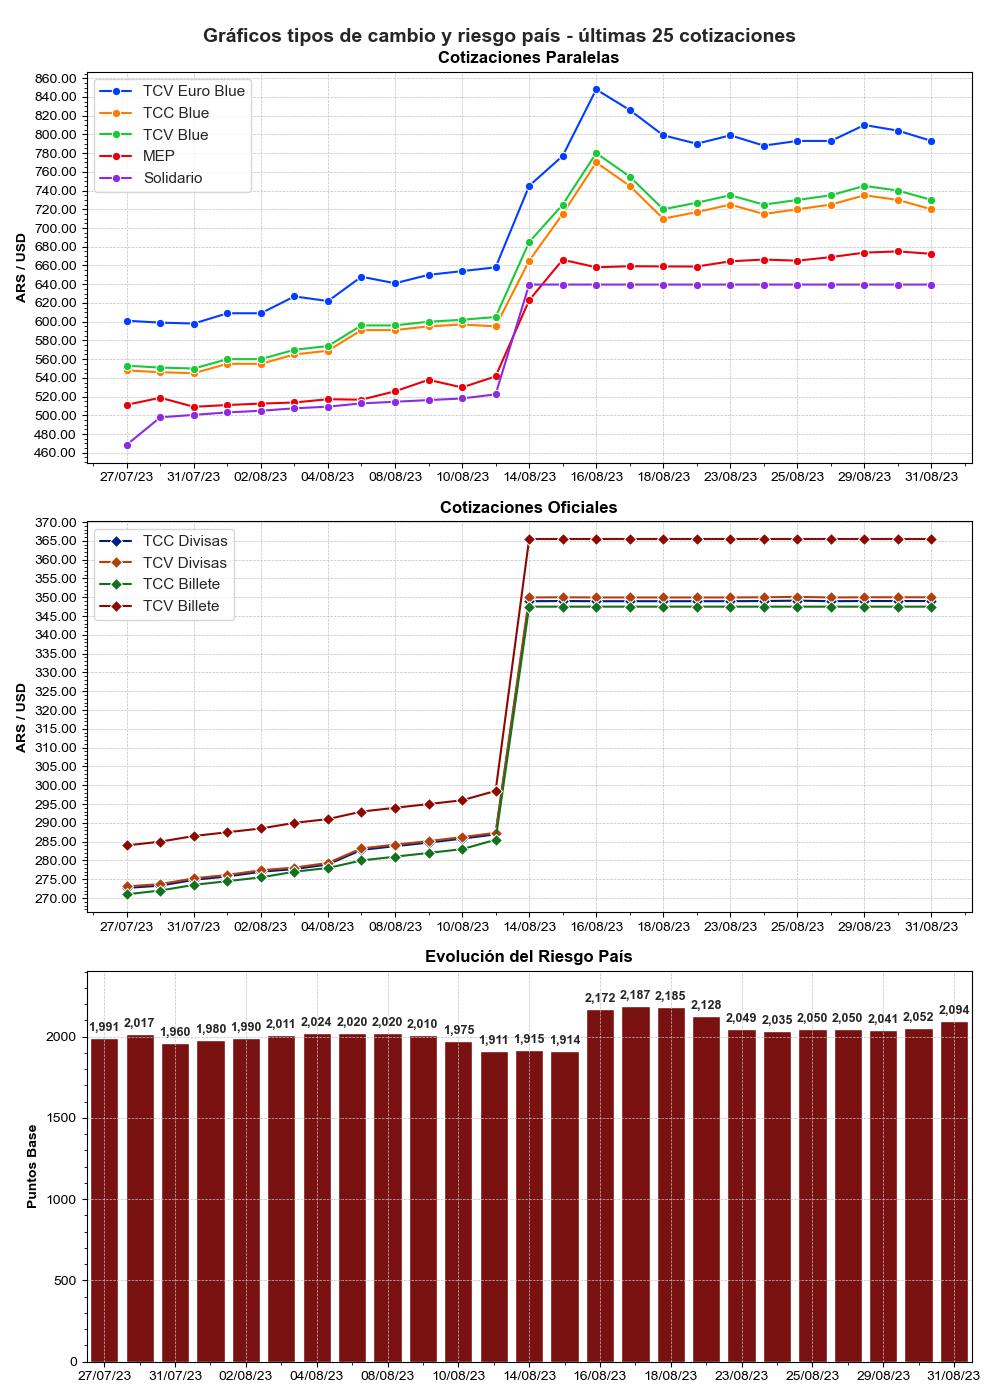 Gráficos tipos de cambio y riesgo país - últimas 25 cotizaciones
Cotizaciones Paralelas
860.00
840.00
820.00
800.00
780.00
760.00
740.00
720.00
700.00
680.00
660.00
640.00
620.00
600.00
580.00
560.00
540.00
520.00
500.00
480.00
460.00
ARS / USD
TCV Euro Blue
TCC Blue
TCV Blue
MEP
Solidario
27/07/23 31/07/23 02/08/23 04/08/23 08/08/23 10/08/23 14/08/23 16/08/23 18/08/23 23/08/23 25/08/23 29/08/23 31/08/23
Cotizaciones Oficiales
370.00
365.00
360.00
355.00
350.00
345.00
340.00
335.00
330.00
325.00
320.00
315.00
310.00
305.00
300.00
295.00
290.00
285.00
280.00
275.00
270.00
ARS / USD
TCC Divisas
TCV Divisas
TCC Billete
TCV Billete
27/07/23 31/07/23 02/08/23 04/08/23 08/08/23 10/08/23 14/08/23 16/08/23 18/08/23 23/08/23 25/08/23 29/08/23 31/08/23
Evolución del Riesgo País
1,991 2,017 1,960 1,980 1,990 2,011 2,024 2,020 2,020 2,010 1,975 1,911 1,915 1,914 2,172 2,187 2,185 2,128 2,049 2,035 2,050 2,050 2,041 2,052 2,094
2000
1500
1000
500
0
Puntos Base
27/07/23 31/07/23 02/08/23 04/08/23 08/08/23 10/08/23 14/08/23 16/08/23 18/08/23 23/08/23 25/08/23 29/08/23 31/08/23